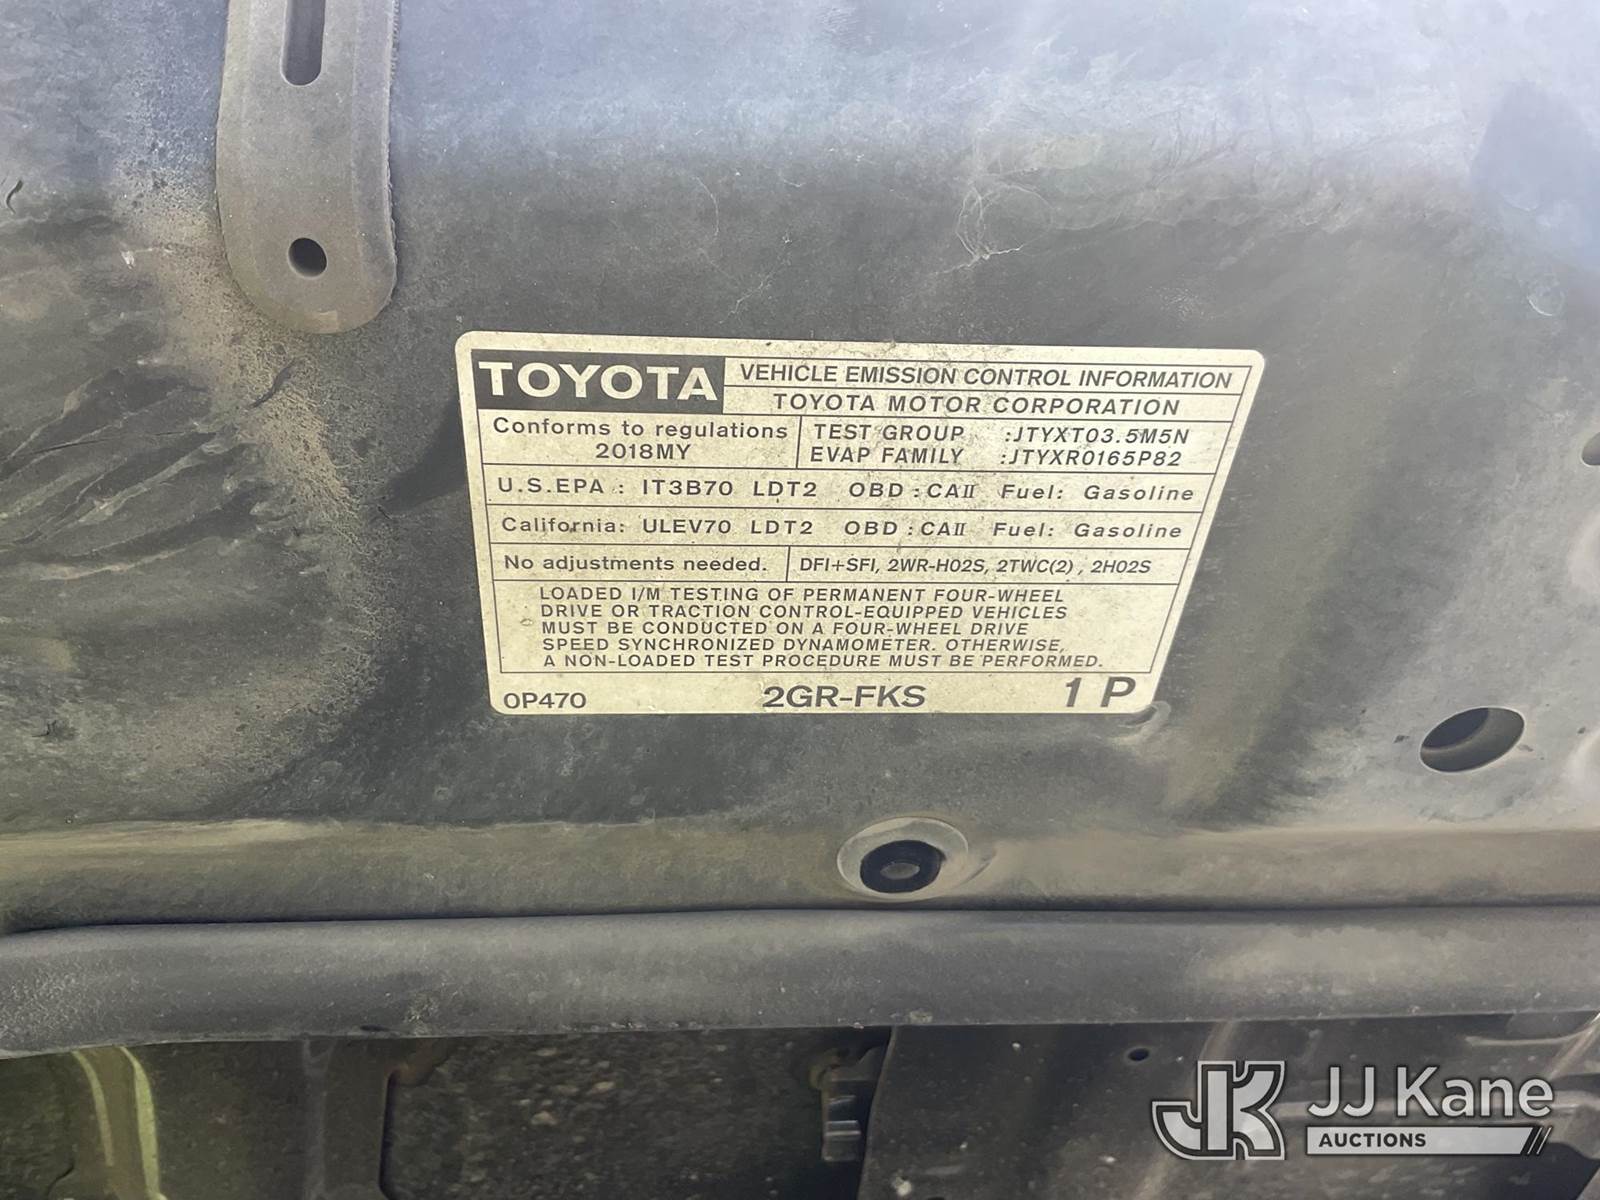 TOYOTA
VEHICLE EMISSION CONTROL INFORMATION
TOYOTA MOTOR CORPORATION
Conforms to regulations
2018MY
TEST GROUP :JTYXT03.5M5N
EVAP FAMILY :JTYXR0165P82
U.S.EPA : IT3B70 LDT2 OBD : CAII Fuel: Gasoline
California: ULEV70 LDT2 OBD : CAII Fuel: Gasoline
No adjustments needed.
DFI+SFI, 2WR-HO2S, 2TWC(2) , 2HO2S
LOADED I/M TESTING OF PERMANENT FOUR-WHEEL
DRIVE OR TRACTION CONTROL-EQUIPPED VEHICLES
MUST BE CONDUCTED ON A FOUR-WHEEL DRIVE
SPEED SYNCHRONIZED DYNAMOMETER. OTHERWISE,
A NON-LOADED TEST PROCEDURE MUST BE PERFORMED.
0P470 2GR-FKS 1 P
JK JJ Kane
AUCTIONS